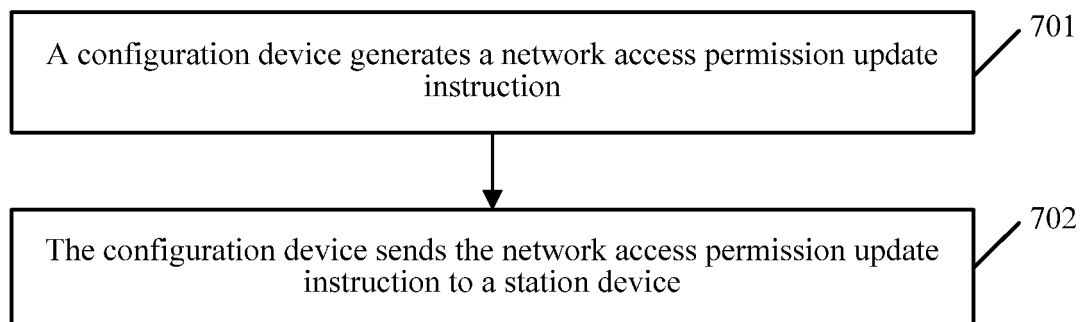 A configuration device generates a network access permission update
instruction
701
The configuration device sends the network access permission update
instruction to a station device
702